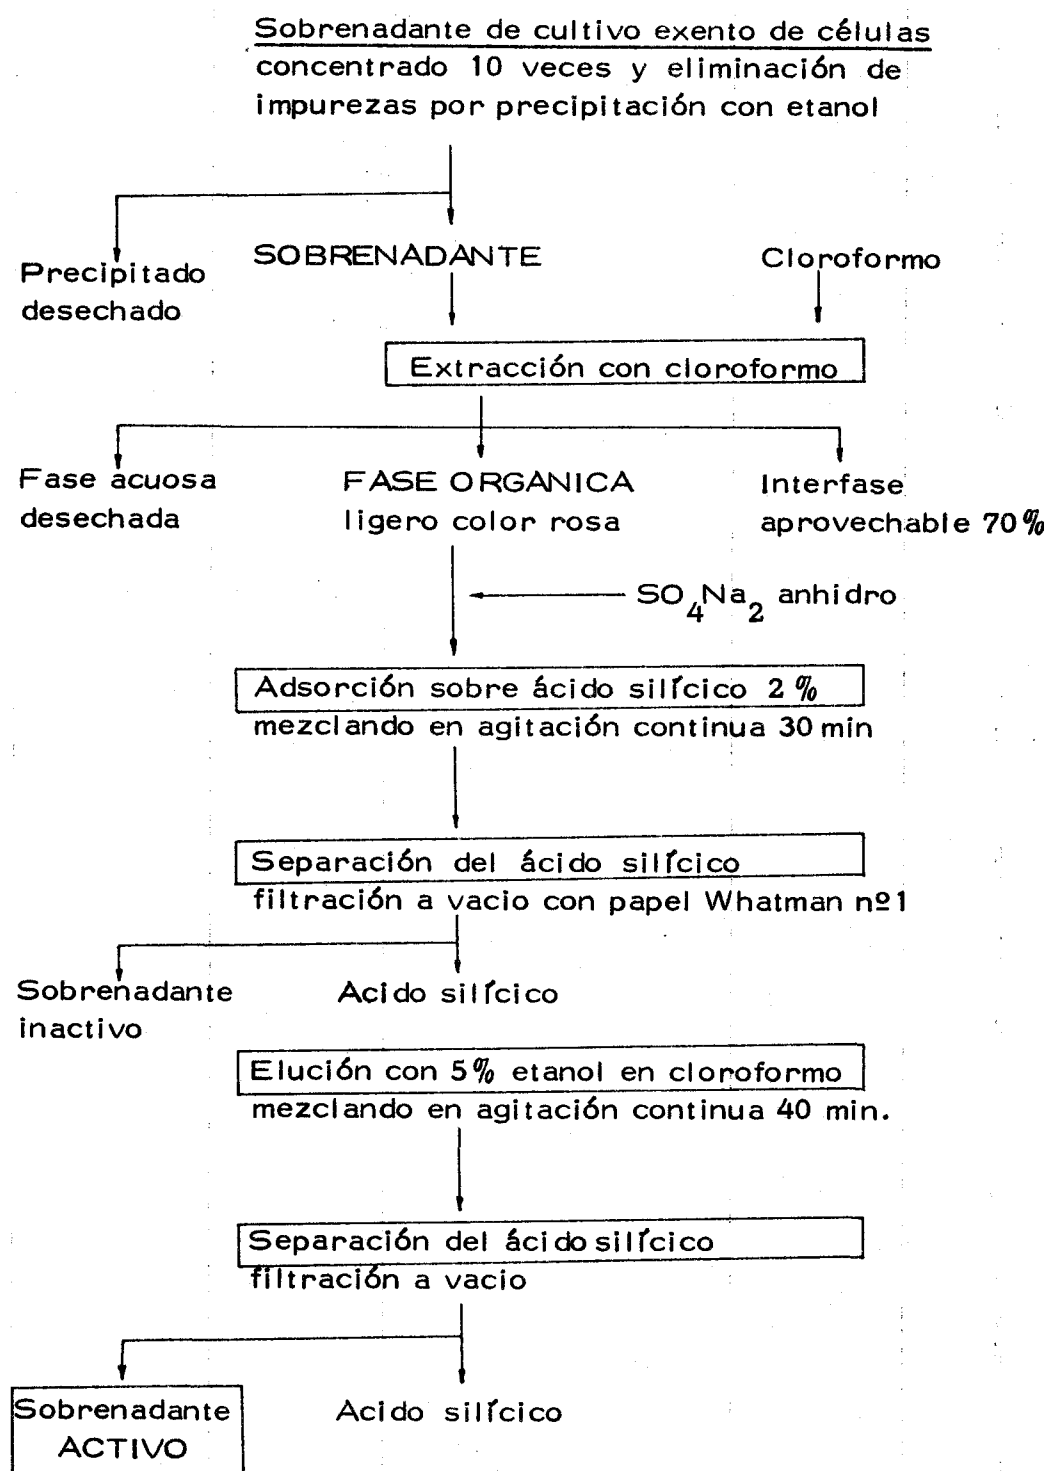 Sobrenadante de cultivo exento de células
concentrado 10 veces y eliminación de
impurezas por precipitación con etanol
Precipitado
desechado
SOBRENADANTE
Cloroformo
Extracción con cloroformo
Fase acuosa
desechada
FASE ORGANICA
ligero color rosa
Interfase
aprovechable 70%
SO4Na2 anhidro
Adsorción sobre ácido silícico 2%
mezclando en agitación continua 30 min
Separación del ácido silícico
filtración a vacio con papel Whatman nº1
Sobrenadante
inactivo
Acido silícico
Elución con 5% etanol en cloroformo
mezclando en agitación continua 40 min.
Separación del ácido silícico
filtración a vacio
Sobrenadante
ACTIVO
Acido silícico